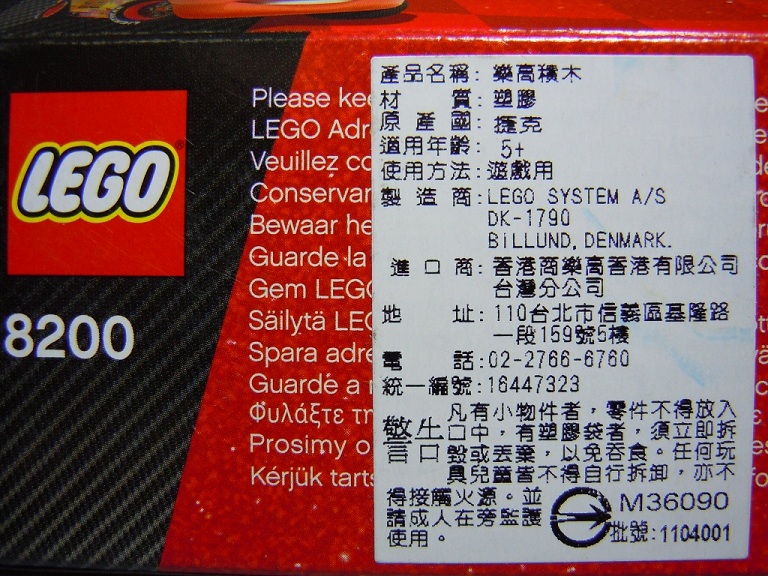 LEGO
8200
Please kee
LEGO Adr
Veuillez co
Conservar
Bewaar he
Guarde la
Gem LEGO
Säilytä LEG
Spara adre
Guarde a
Φυλάξτε τη
Prosimy o
Kérjük tarts
產品名稱: 樂高積木
材 質: 塑膠
原 產 國: 捷克
適用年齡: 5+
使用方法: 遊戲用
製 造 商: LEGO SYSTEM A/S
DK-1790
BiLLUND, DENMARK.
進 口 商: 香港商樂高香港有限公司
台灣分公司
地 址: 110台北市信義區基隆路
一段159號5樓
電 話: 02-2766-6760
統一編號: 16447323
警告 凡有小物件者，零件不得放入
口中，有塑膠袋者，須立即拆
毀或丟棄，以免吞食。任何玩
具兒童皆不得自行拆卸，亦不
得接觸火源。並
請成人在旁監護
使用。
M36090
批號: 1104001